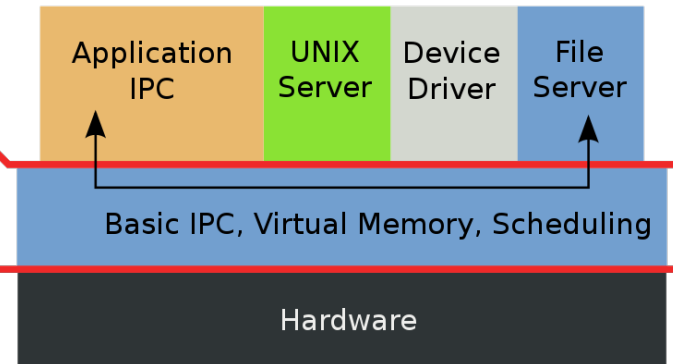 Application
IPC
UNIX
Server
Device
Driver
File
Server
Basic IPC, Virtual Memory, Scheduling
Hardware